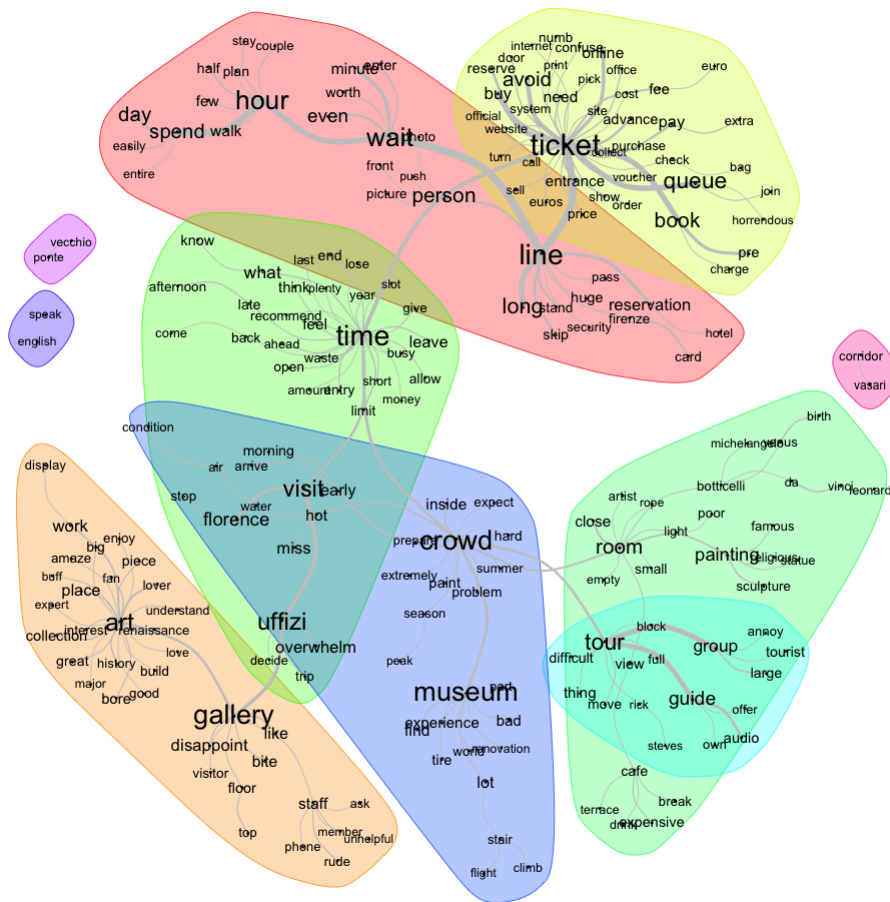 stay
couple
half
plan
hour
few
day
spend
walk
easily
entire
minute
enter
worth
even
wait
photo
front
push
picture
person
numb
internet
confuse
online
door
print
office
euro
reserve
avoid
pick
buy
need
cost
fee
system
site
official
advance
pay
extra
website
ticket
purchase
turn
call
collect
check
voucher
bag
entrance
queue
join
sell
show
euros
order
book
horrendous
price
pre
charge
line
pass
long
huge
reservation
stand
firenze
security
skip
hotel
card
vecchio
ponte
speak
english
corridor
vasari
know
last
end
lose
what
think
plenty
year
slot
afternoon
late
give
recommend
feel
time
come
back
ahead
leave
waste
busy
open
short
allow
amount
entry
money
limit
condition
morning
air
arrive
visit
early
stop
water
florence
hot
miss
uffizi
overwhelm
decide
trip
inside
expect
crowd
hard
prepare
summer
extremely
paint
problem
season
peak
museum
part
experience
bad
find
world
renovation
tire
lot
stair
flight
climb
display
work
enjoy
big
amaze
piece
buff
fan
lover
place
expert
understand
art
collection
interest
renaissance
love
great
history
build
major
good
bore
gallery
like
disappoint
bite
visitor
floor
staff
ask
top
member
unhelpful
phone
rude
birth
michelangelo
venus
botticelli
da
vinci
artist
rope
poor
close
light
famous
room
painting
religious
statue
empty
small
sculpture
block
tour
group
annoy
tourist
difficult
view
full
large
thing
move
rick
guide
offer
steves
own
audio
cafe
break
terrace
drink
expensive